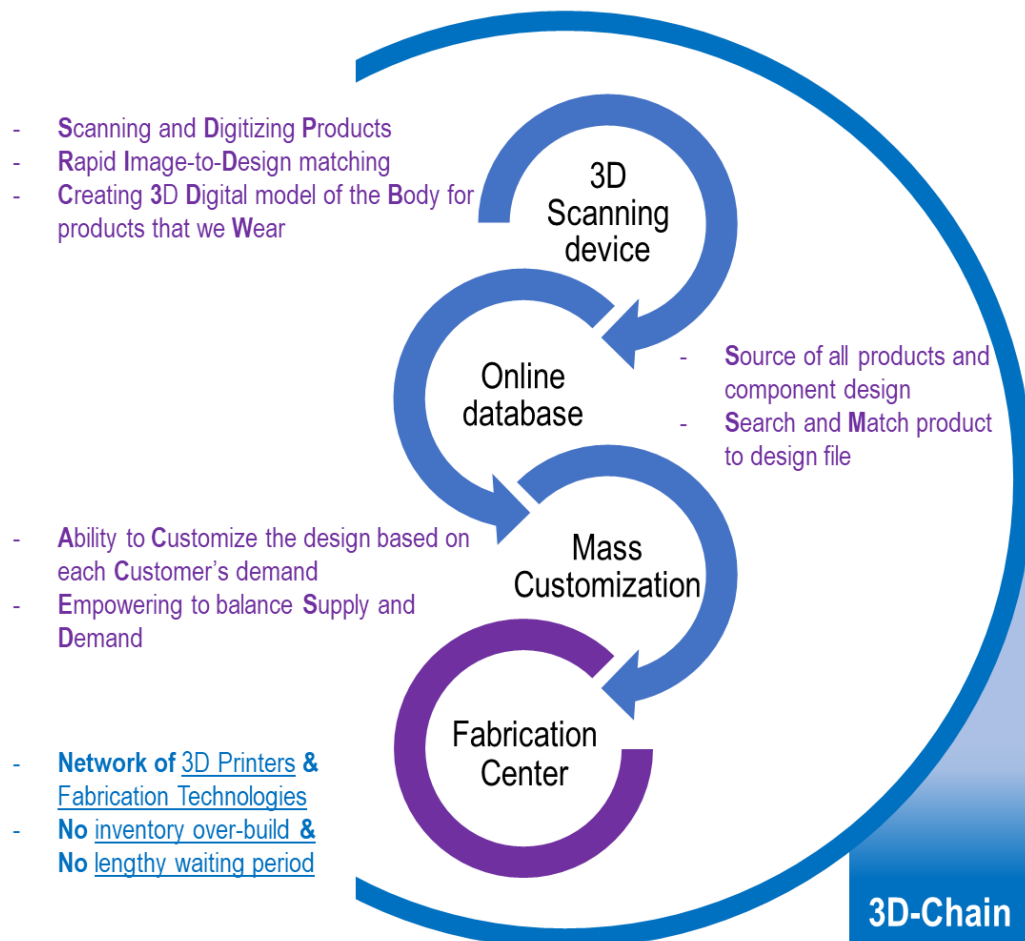 - Scanning and Digitizing Products
- Rapid Image-to-Design matching
- Creating 3D Digital model of the Body for
products that we Wear
3D
Scanning
device
Online
database
- Source of all products and
component design
- Search and Match product
to design file
- Ability to Customize the design based on
each Customer's demand
- Empowering to balance Supply and
Demand
Mass
Customization
Fabrication
Center
- Network of 3D Printers &
Fabrication Technologies
- No inventory over-build &
No lengthy waiting period
3D-Chain